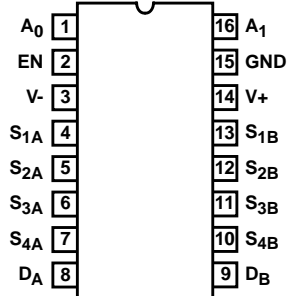 A0 1 16 A1
EN 2 15 GND
V- 3 14 V+
S1A 4 13 S1B
S2A 5 12 S2B
S3A 6 11 S3B
S4A 7 10 S4B
DA 8 9 DB